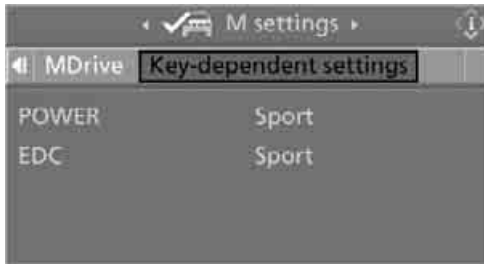 M settings
MDrive Key-dependent settings
POWER Sport
EDC Sport